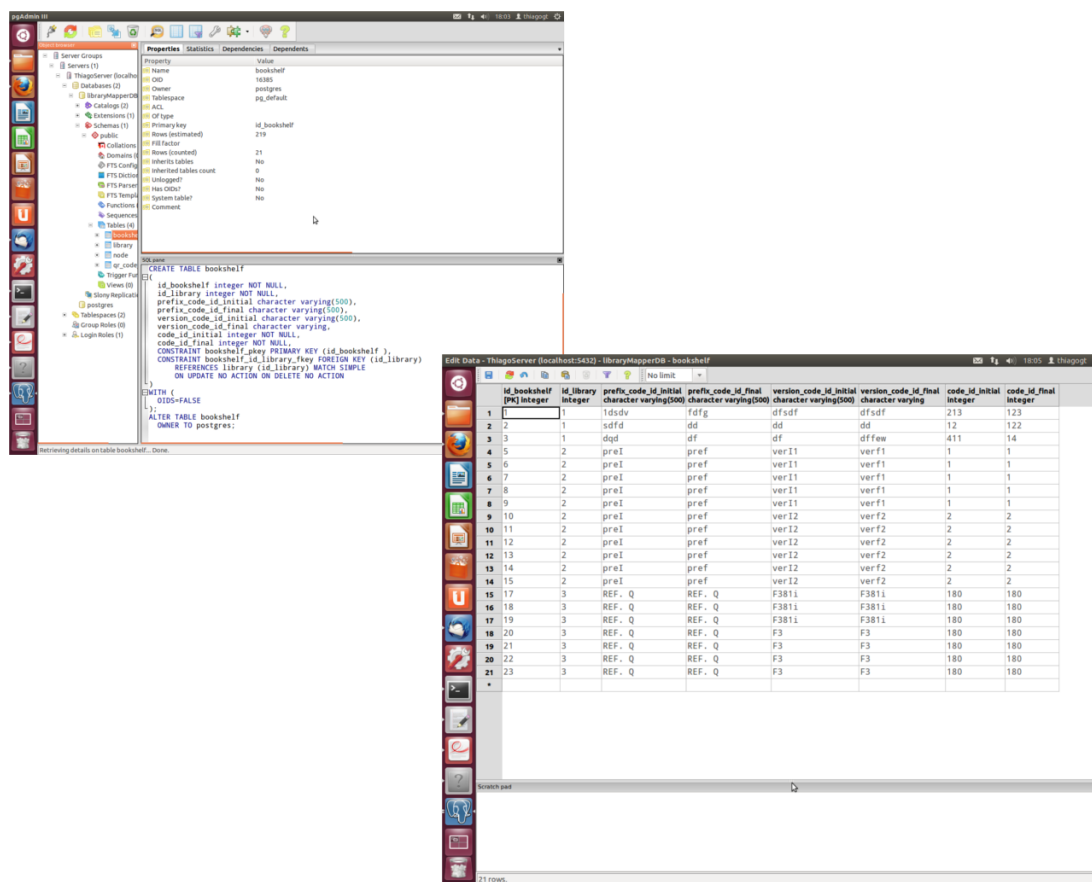 pgAdmin III 18:03 thiagogt
Object browser
Server Groups
Servers (1)
ThiagoServer (localho
Databases (2)
libraryMapperDB
Catalogs (2)
Extensions (1)
Schemas (1)
public
Collations
Domains (
FTS Config
FTS Diction
FTS Parser
FTS Templ
Functions (
Sequences
Tables (4)
bookshe
library
node
qr_code
Trigger Fu
Views (0)
Slony Replicati
postgres
Tablespaces (2)
Group Roles (0)
Login Roles (1)
Properties Statistics Dependencies Dependents
Property Value
Name bookshelf
OID 16385
Owner postgres
Tablespace pg_default
ACL
Of type
Primary key id_bookshelf
Rows (estimated) 219
Fill factor
Rows (counted) 21
Inherits tables No
Inherited tables count 0
Unlogged? No
Has OIDs? No
System table? No
Comment
SQL pane
CREATE TABLE bookshelf
(
id_bookshelf integer NOT NULL,
id_library integer NOT NULL,
prefix_code_id_initial character varying(500),
prefix_code_id_final character varying(500),
version_code_id_initial character varying(500),
version_code_id_final character varying,
code_id_initial integer NOT NULL,
code_id_final integer NOT NULL,
CONSTRAINT bookshelf_pkey PRIMARY KEY (id_bookshelf ),
CONSTRAINT bookshelf_id_library_fkey FOREIGN KEY (id_library)
REFERENCES library (id_library) MATCH SIMPLE
ON UPDATE NO ACTION ON DELETE NO ACTION
)
WITH (
OIDS=FALSE
);
ALTER TABLE bookshelf
OWNER TO postgres;
Retrieving details on table bookshelf... Done.
Edit Data - ThiagoServer (localhost:5432) - libraryMapperDB - bookshelf 18:05 thiagogt
No limit
id_bookshelf id_library prefix_code_id_initial prefix_code_id_final version_code_id_initial version_code_id_final code_id_initial code_id_final
[PK] integer integer character varying(500) character varying(500) character varying(500) character varying integer integer
1 1 1 1dsdv fdfg dfsdf dfsdf 213 123
2 2 1 sdfd dd dd dd 12 122
3 3 1 dqd df df dffew 411 14
4 5 2 preI pref verI1 verf1 1 1
5 6 2 preI pref verI1 verf1 1 1
6 7 2 preI pref verI1 verf1 1 1
7 8 2 preI pref verI1 verf1 1 1
8 9 2 preI pref verI1 verf1 1 1
9 10 2 preI pref verI2 verf2 2 2
10 11 2 preI pref verI2 verf2 2 2
11 12 2 preI pref verI2 verf2 2 2
12 13 2 preI pref verI2 verf2 2 2
13 14 2 preI pref verI2 verf2 2 2
14 15 2 preI pref verI2 verf2 2 2
15 17 3 REF. Q REF. Q F381i F381i 180 180
16 18 3 REF. Q REF. Q F381i F381i 180 180
17 19 3 REF. Q REF. Q F381i F381i 180 180
18 20 3 REF. Q REF. Q F3 F3 180 180
19 21 3 REF. Q REF. Q F3 F3 180 180
20 22 3 REF. Q REF. Q F3 F3 180 180
21 23 3 REF. Q REF. Q F3 F3 180 180
*
Scratch pad
21 rows.